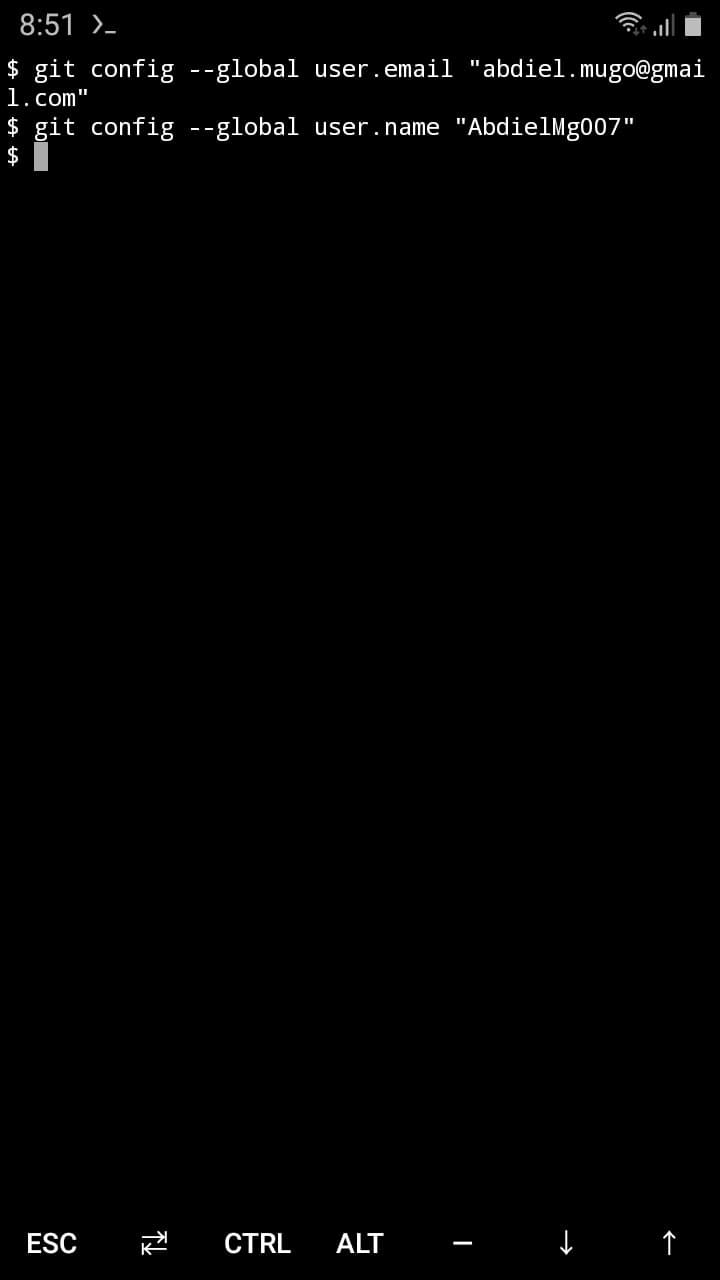 8:51
$ git config --global user.email "abdiel.mugo@gmai
l.com"
$ git config --global user.name "AbdielMg007"
$
ESC CTRL ALT